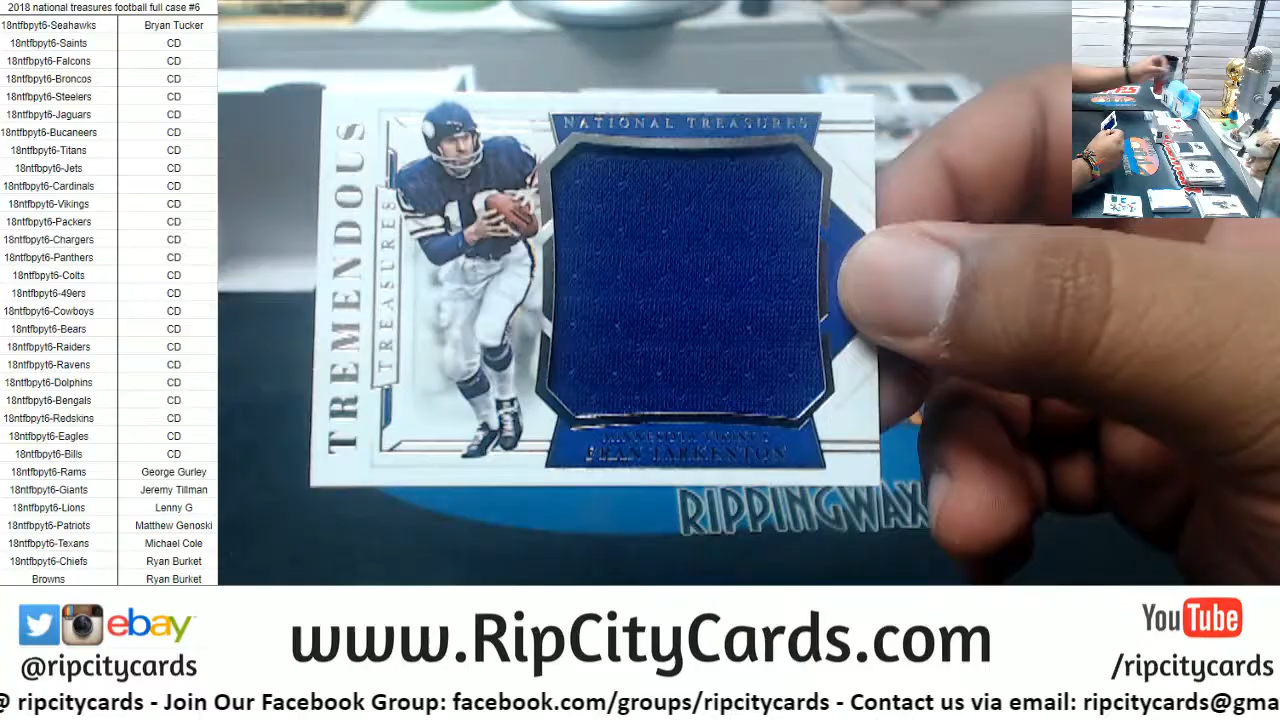 2018 national treasures football full case #6
18ntfbpyt6-Seahawks Bryan Tucker
18ntfbpyt6-Saints CD
18ntfbpyt6-Falcons CD
18ntfbpyt6-Broncos CD
18ntfbpyt6-Steelers CD
18ntfbpyt6-Jaguars CD
18ntfbpyt6-Bucaneers CD
18ntfbpyt6-Titans CD
18ntfbpyt6-Jets CD
18ntfbpyt6-Cardinals CD
18ntfbpyt6-Vikings CD
18ntfbpyt6-Packers CD
18ntfbpyt6-Chargers CD
18ntfbpyt6-Panthers CD
18ntfbpyt6-Colts CD
18ntfbpyt6-49ers CD
18ntfbpyt6-Cowboys CD
18ntfbpyt6-Bears CD
18ntfbpyt6-Raiders CD
18ntfbpyt6-Ravens CD
18ntfbpyt6-Dolphins CD
18ntfbpyt6-Bengals CD
18ntfbpyt6-Redskins CD
18ntfbpyt6-Eagles CD
18ntfbpyt6-Bills CD
18ntfbpyt6-Rams George Gurley
18ntfbpyt6-Giants Jeremy Tillman
18ntfbpyt6-Lions Lenny G
18ntfbpyt6-Patriots Matthew Genoski
18ntfbpyt6-Texans Michael Cole
18ntfbpyt6-Chiefs Ryan Burket
Browns Ryan Burket
TREMENDOUS
TREASURES
NATIONAL TREASURES
MINNESOTA VIKINGS
FRAN TARKENTON
RIPPINGWAX
ebay
@ripcitycards
www.RipCityCards.com
YouTube
/ripcitycards
@ ripcitycards - Join Our Facebook Group: facebook.com/groups/ripcitycards - Contact us via email: ripcitycards@gma